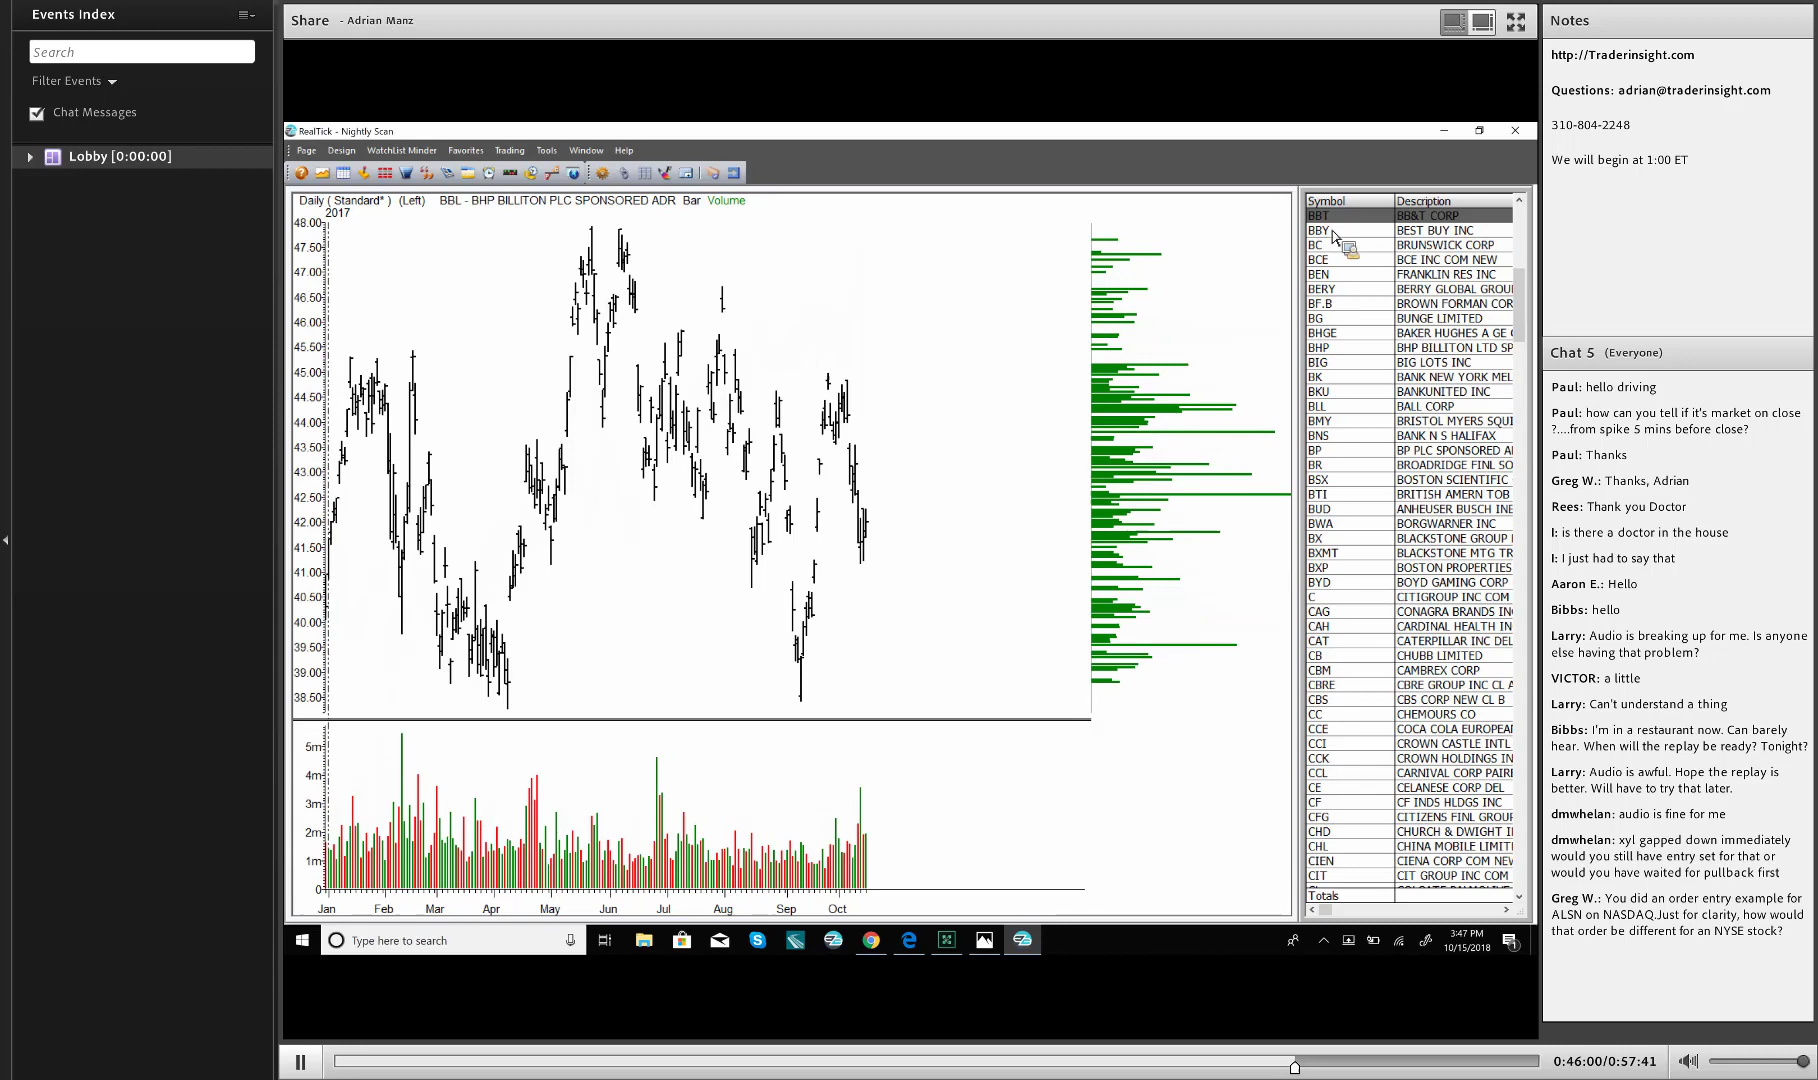 Events Index
Search
Filter Events
Chat Messages
Lobby [0:00:00]
Share - Adrian Manz
RealTick - Nightly Scan
Page Design WatchList Minder Favorites Trading Tools Window Help
Daily ( Standard* ) (Left) BBL - BHP BILLITON PLC SPONSORED ADR Bar Volume
2017
48.00
47.50
47.00
46.50
46.00
45.50
45.00
44.50
44.00
43.50
43.00
42.50
42.00
41.50
41.00
40.50
40.00
39.50
39.00
38.50
5m
4m
3m
2m
1m
0
Jan Feb Mar Apr May Jun Jul Aug Sep Oct
Symbol Description
BBT BB&T CORP
BBY BEST BUY INC
BC BRUNSWICK CORP
BCE BCE INC COM NEW
BEN FRANKLIN RES INC
BERY BERRY GLOBAL GROU
BF.B BROWN FORMAN COR
BG BUNGE LIMITED
BHGE BAKER HUGHES A GE
BHP BHP BILLITON LTD SP
BIG BIG LOTS INC
BK BANK NEW YORK MEL
BKU BANKUNITED INC
BLL BALL CORP
BMY BRISTOL MYERS SQUI
BNS BANK N S HALIFAX
BP BP PLC SPONSORED A
BR BROADRIDGE FINL SO
BSX BOSTON SCIENTIFIC
BTI BRITISH AMERN TOB
BUD ANHEUSER BUSCH INE
BWA BORGWARNER INC
BX BLACKSTONE GROUP
BXMT BLACKSTONE MTG TR
BXP BOSTON PROPERTIES
BYD BOYD GAMING CORP
C CITIGROUP INC COM
CAG CONAGRA BRANDS IN
CAH CARDINAL HEALTH IN
CAT CATERPILLAR INC DEL
CB CHUBB LIMITED
CBM CAMBREX CORP
CBRE CBRE GROUP INC CL A
CBS CBS CORP NEW CL B
CC CHEMOURS CO
CCE COCA COLA EUROPEAN
CCI CROWN CASTLE INTL
CCK CROWN HOLDINGS IN
CCL CARNIVAL CORP PAIRE
CE CELANESE CORP DEL
CF CF INDS HLDGS INC
CFG CITIZENS FINL GROUP
CHD CHURCH & DWIGHT I
CHL CHINA MOBILE LIMIT
CIEN CIENA CORP COM NEW
CIT CIT GROUP INC COM
Totals
Type here to search
3:47 PM
10/15/2018
Notes
http://Traderinsight.com
Questions: adrian@traderinsight.com
310-804-2248
We will begin at 1:00 ET
Chat 5 (Everyone)
Paul: hello driving
Paul: how can you tell if it's market on close
?....from spike 5 mins before close?
Paul: Thanks
Greg W.: Thanks, Adrian
Rees: Thank you Doctor
I: is there a doctor in the house
I: I just had to say that
Aaron E.: Hello
Bibbs: hello
Larry: Audio is breaking up for me. Is anyone
else having that problem?
VICTOR: a little
Larry: Can't understand a thing
Bibbs: I'm in a restaurant now. Can barely
hear. When will the replay be ready? Tonight?
Larry: Audio is awful. Hope the replay is
better. Will have to try that later.
dmwhelan: audio is fine for me
dmwhelan: xyl gapped down immediately
would you still have entry set for that or
would you have waited for pullback first
Greg W.: You did an order entry example for
ALSN on NASDAQ.Just for clarity, how would
that order be different for an NYSE stock?
0:46:00/0:57:41